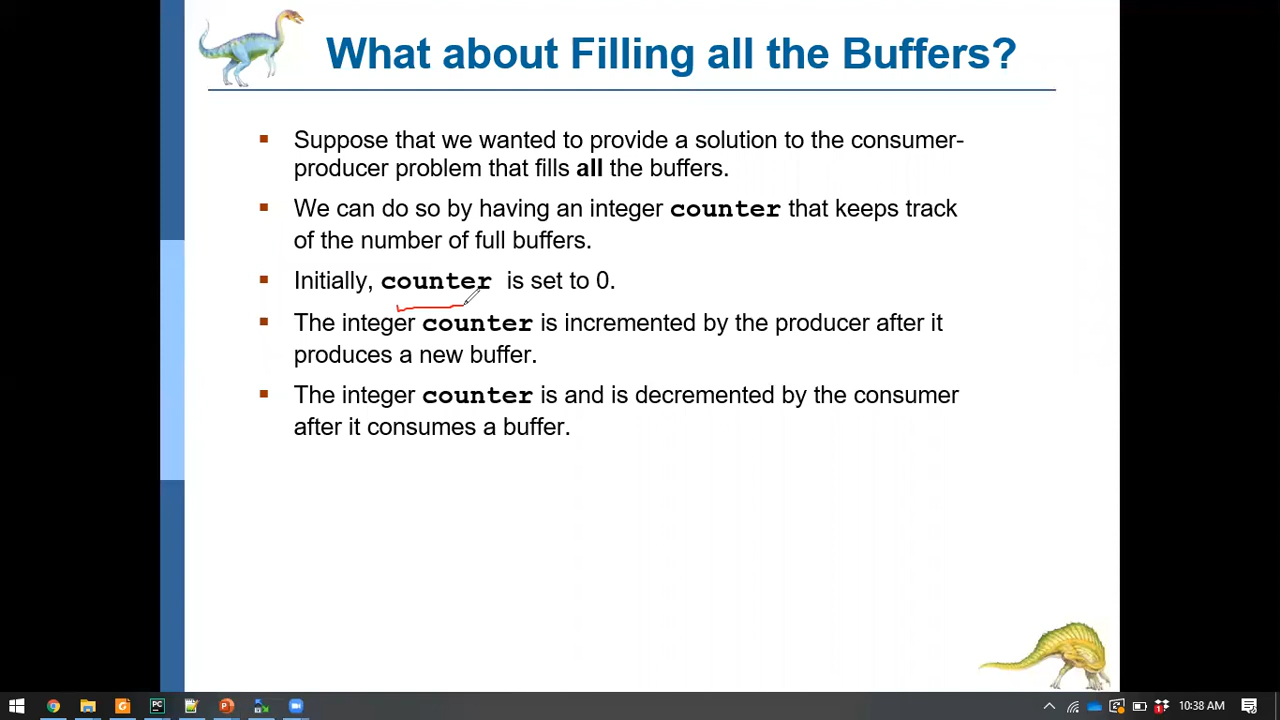 What about Filling all the Buffers?
▪ Suppose that we wanted to provide a solution to the consumer-
producer problem that fills all the buffers.
▪ We can do so by having an integer counter that keeps track
of the number of full buffers.
▪ Initially, counter is set to 0.
▪ The integer counter is incremented by the producer after it
produces a new buffer.
▪ The integer counter is and is decremented by the consumer
after it consumes a buffer.
PC
10:38 AM